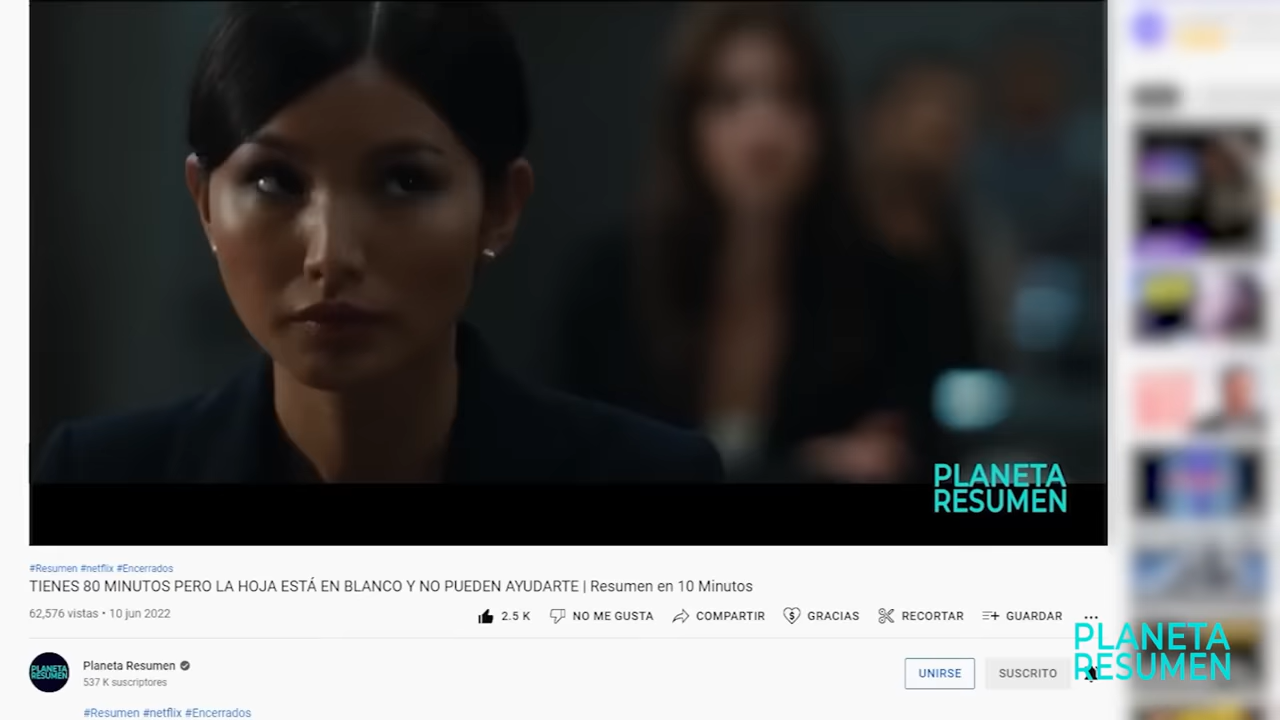 PLANETA
RESUMEN
#Resumen #netflix #Encerrados
TIENES 80 MINUTOS PERO LA HOJA ESTÁ EN BLANCO Y NO PUEDEN AYUDARTE | Resumen en 10 Minutos
62,576 vistas • 10 jun 2022
2.5 K NO ME GUSTA COMPARTIR GRACIAS RECORTAR GUARDAR ...
PLANETA
RESUMEN
PLANETA
RESUMEN
Planeta Resumen
537 K suscriptores
UNIRSE SUSCRITO
#Resumen #netflix #Encerrados